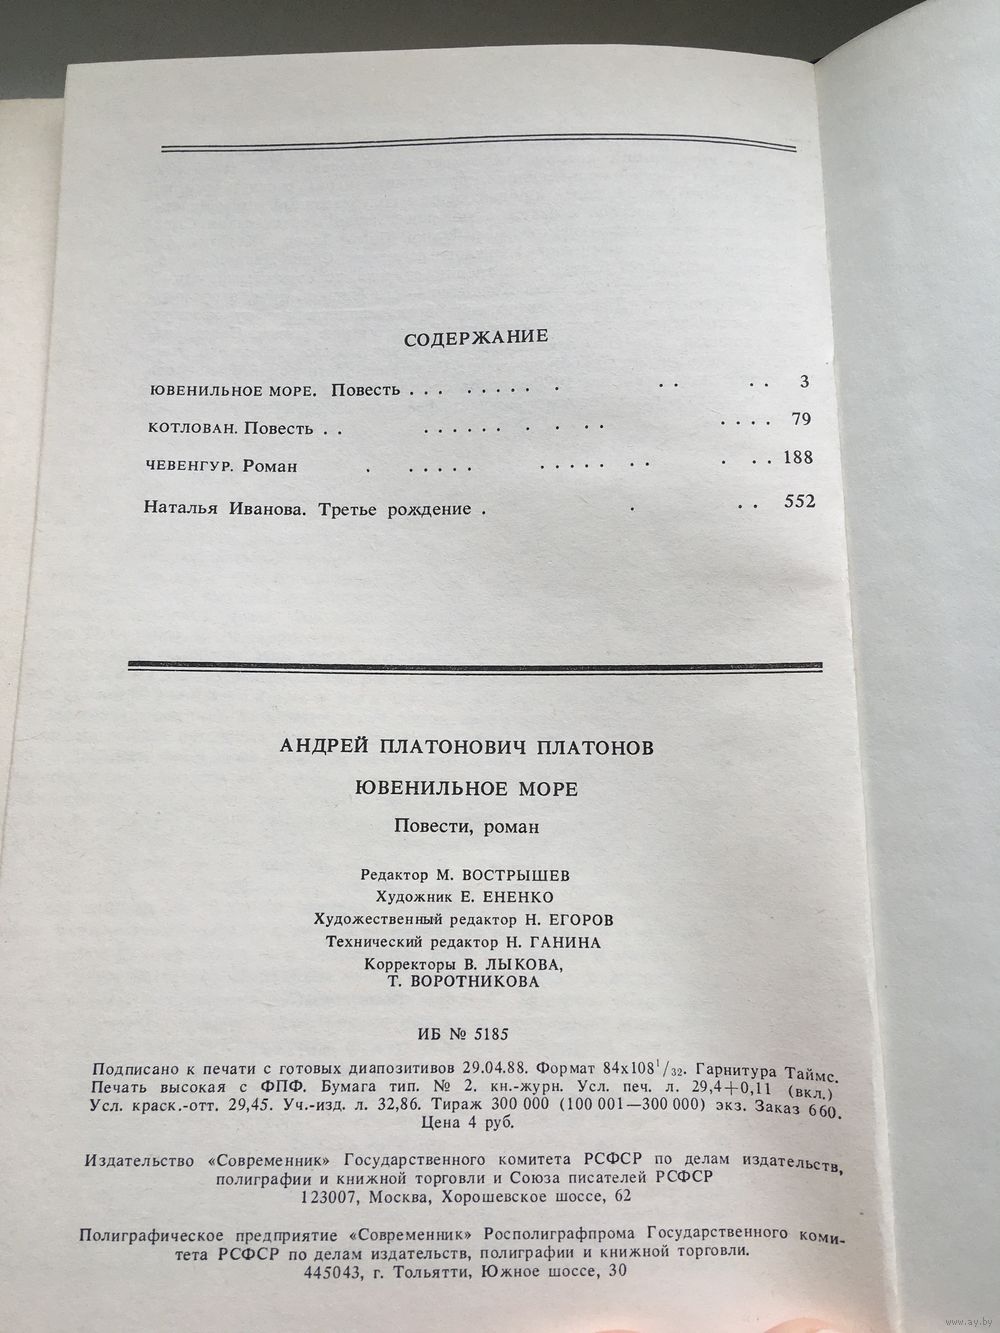 СОДЕРЖАНИЕ
ЮВЕНИЛЬНОЕ МОРЕ. Повесть . . . . . . . . . . . . . 3
КОТЛОВАН. Повесть . . . . . . . . . . . . . . . . 79
ЧЕВЕНГУР. Роман . . . . . . . . . . . . . . . . 188
Наталья Иванова. Третье рождение . . . . 552
АНДРЕЙ ПЛАТОНОВИЧ ПЛАТОНОВ
ЮВЕНИЛЬНОЕ МОРЕ
Повести, роман
Редактор М. ВОСТРЫШЕВ
Художник Е. ЕНЕНКО
Художественный редактор Н. ЕГОРОВ
Технический редактор Н. ГАНИНА
Корректоры В. ЛЫКОВА,
Т. ВОРОТНИКОВА
ИБ № 5185
Подписано к печати с готовых диапозитивов 29.04.88. Формат 84х108¹/₃₂. Гарнитура Таймс.
Печать высокая с ФПФ. Бумага тип. № 2. кн.-журн. Усл. печ. л. 29,4+0,11 (вкл.)
Усл. краск.-отт. 29,45. Уч.-изд. л. 32,86. Тираж 300 000 (100 001—300 000) экз. Заказ 660.
Цена 4 руб.
Издательство «Современник» Государственного комитета РСФСР по делам издательств,
полиграфии и книжной торговли и Союза писателей РСФСР
123007, Москва, Хорошевское шоссе, 62
Полиграфическое предприятие «Современник» Росполиграфпрома Государственного коми-
тета РСФСР по делам издательств, полиграфии и книжной торговли.
445043, г. Тольятти, Южное шоссе, 30
www.ay.by